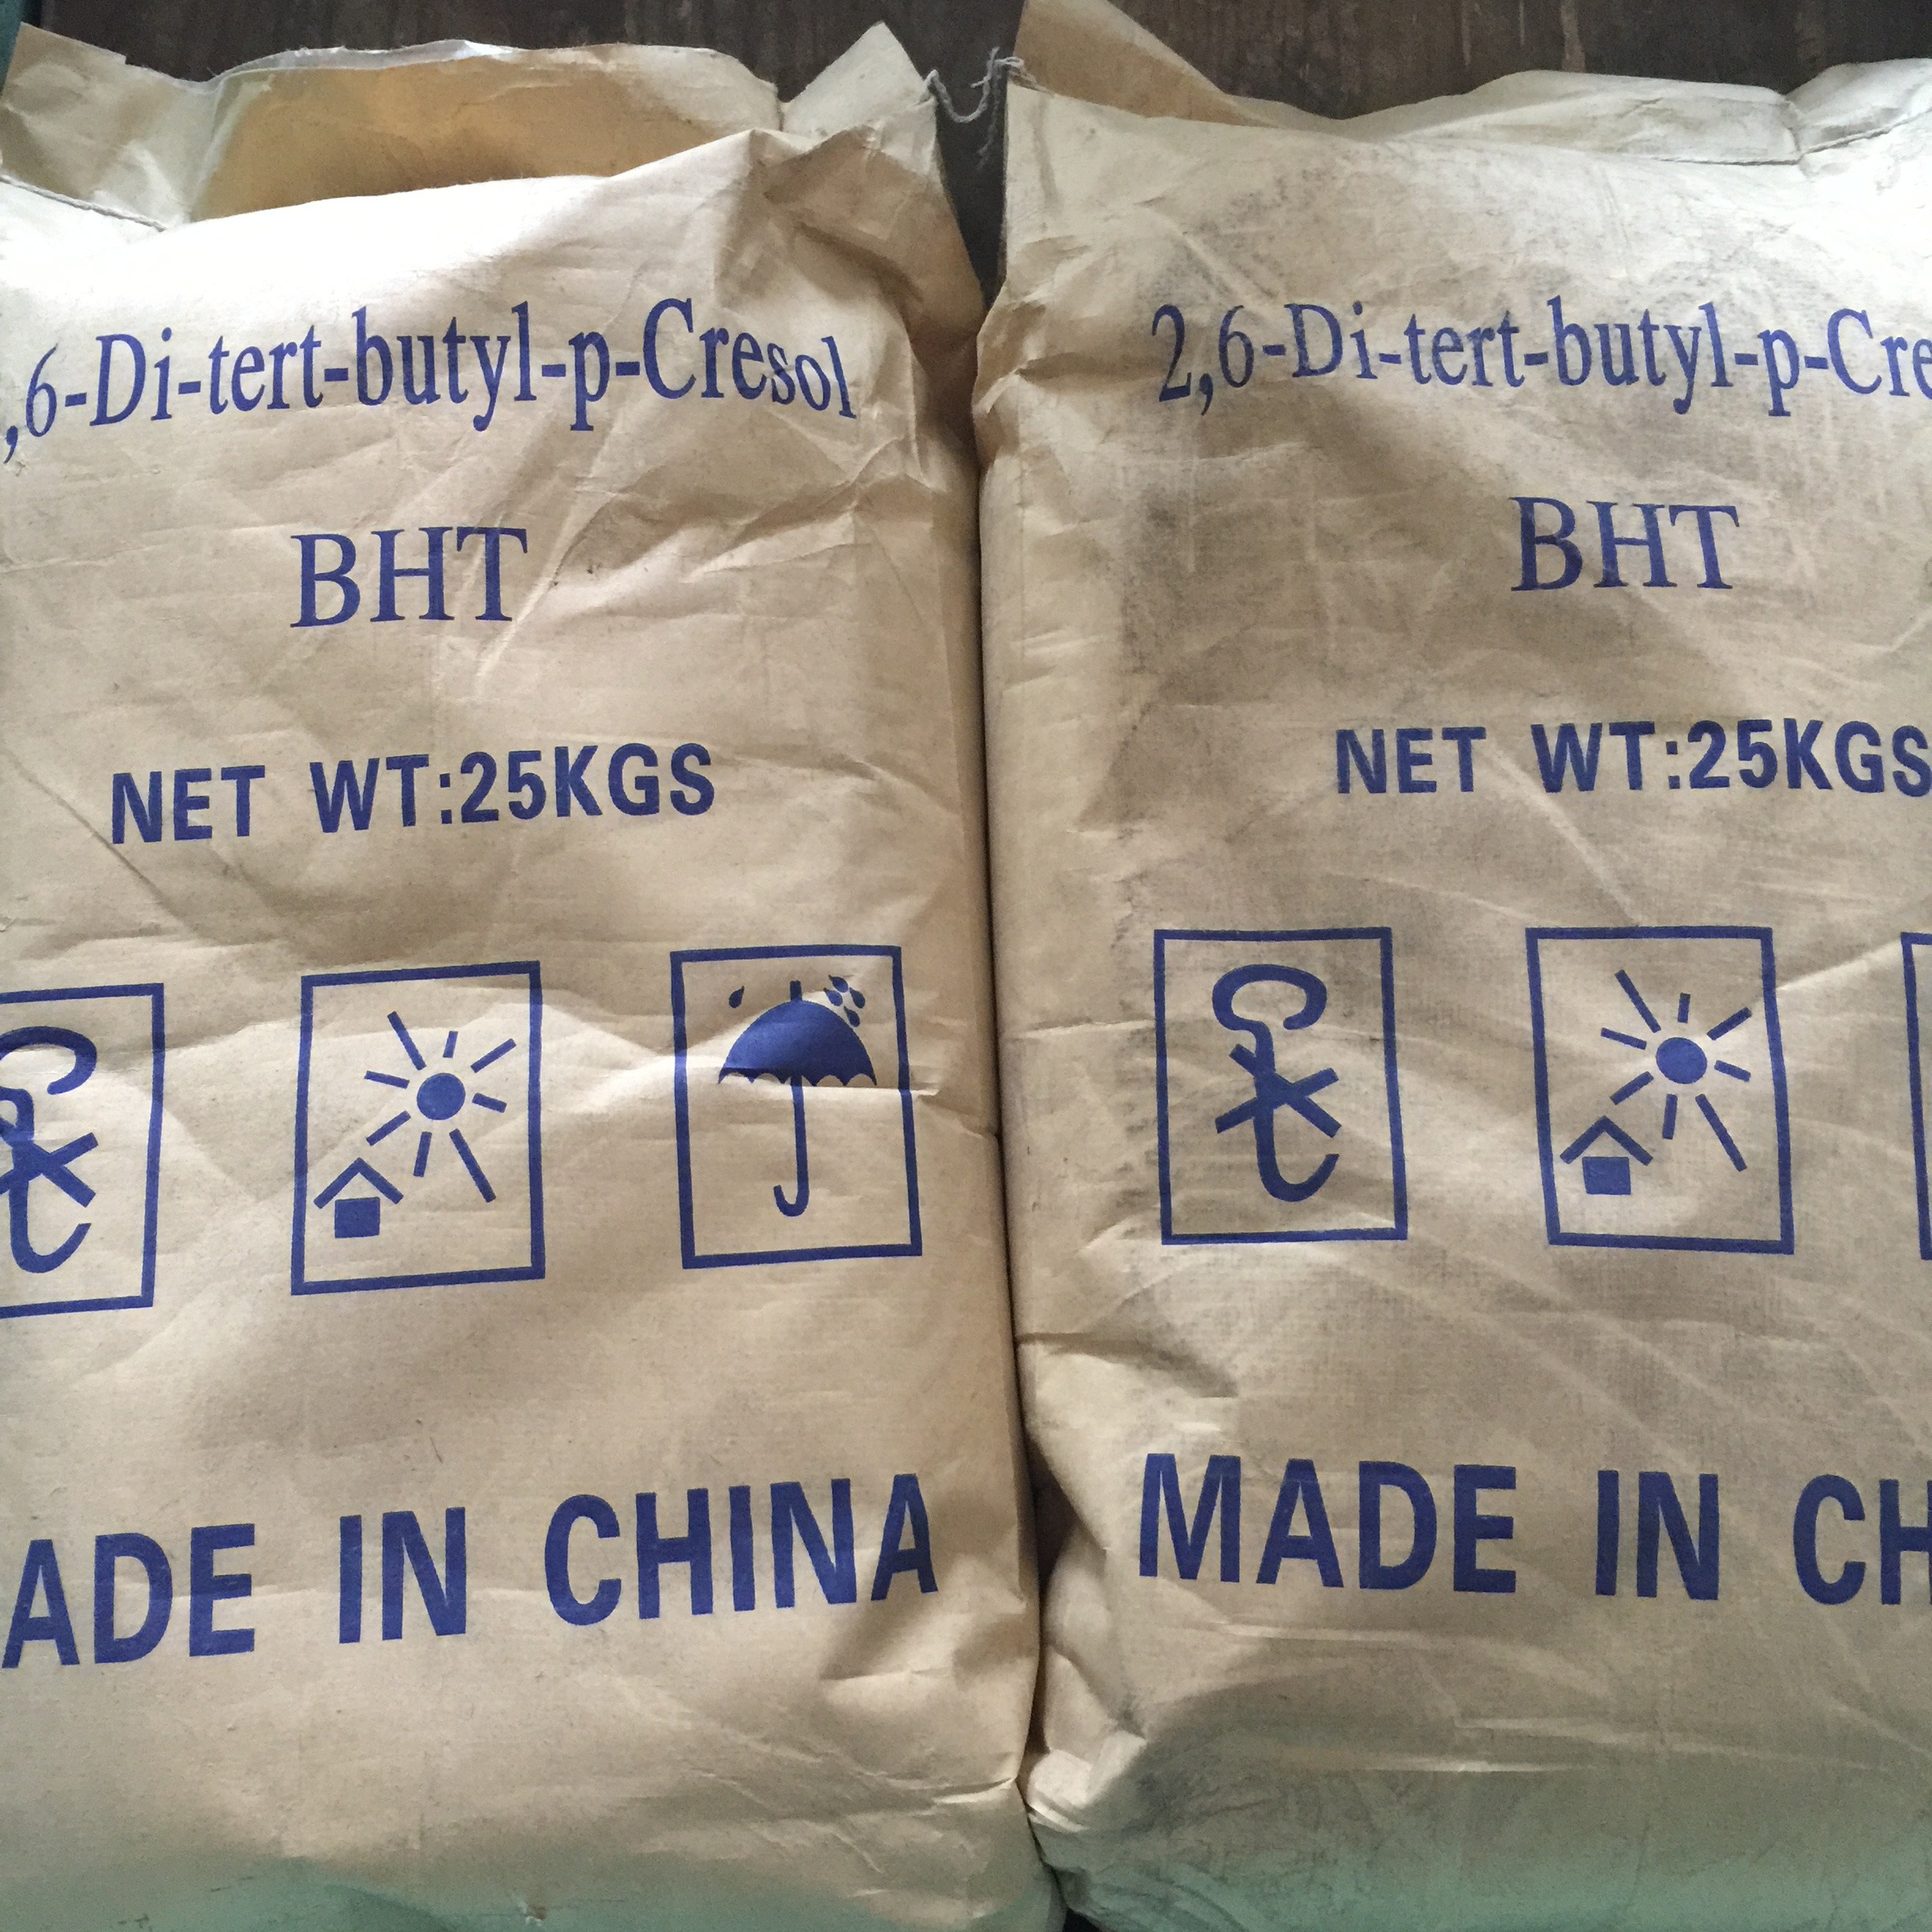 ,6-Di-tert-butyl-p-Cresol
BHT
NET WT:25KGS
ADE IN CHINA
2,6-Di-tert-butyl-p-Cre
BHT
NET WT:25KGS
MADE IN CH